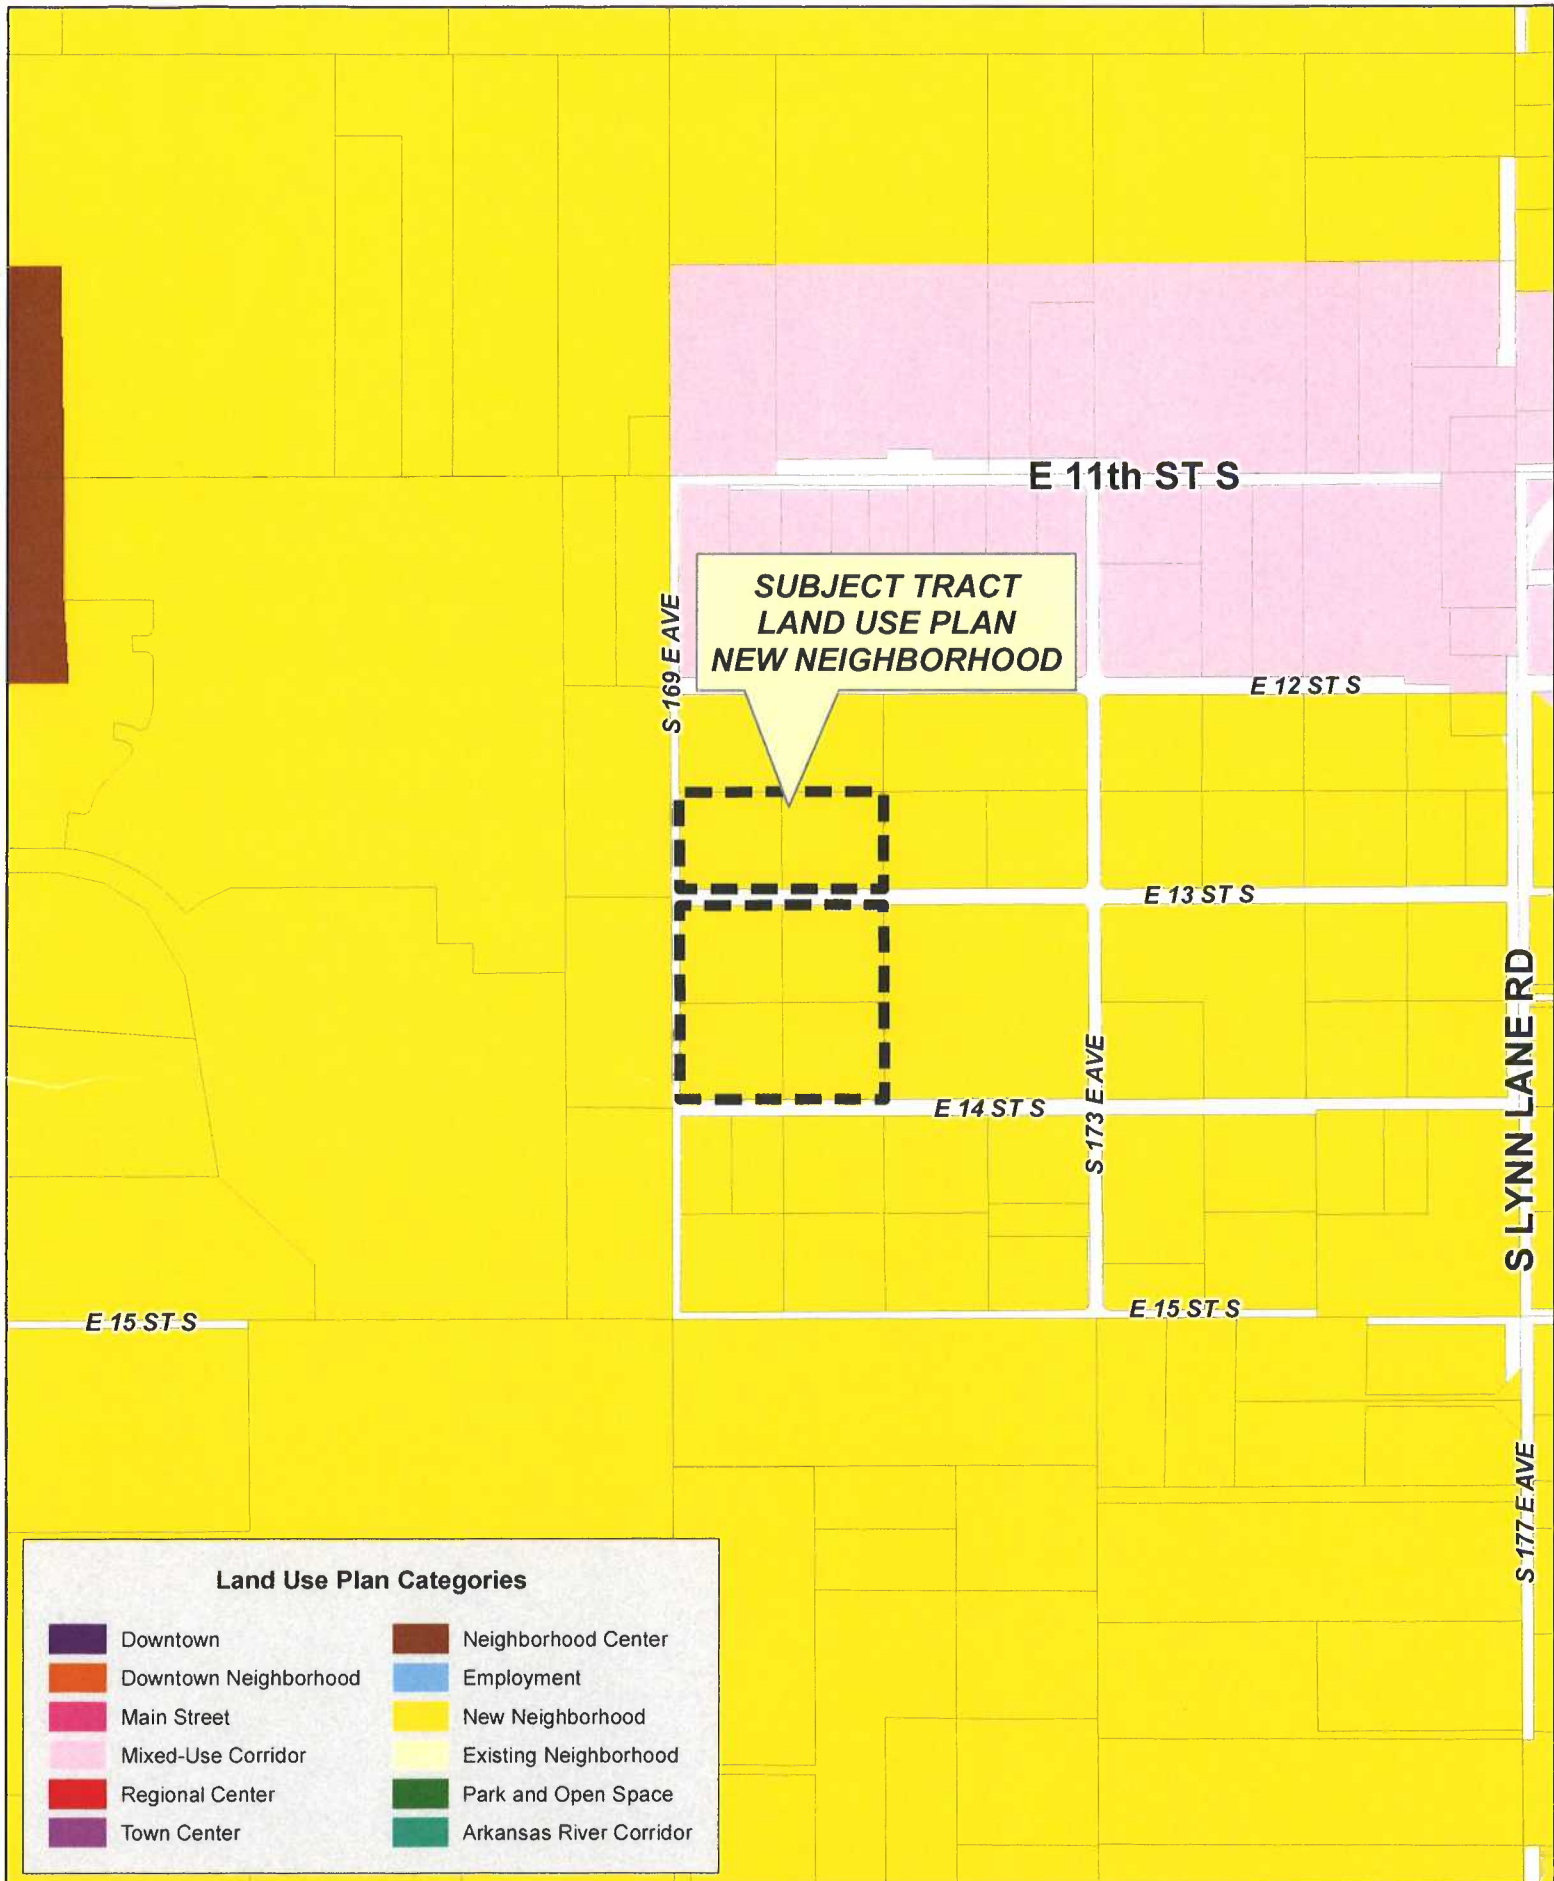 E 11th ST S
SUBJECT TRACT
LAND USE PLAN
NEW NEIGHBORHOOD
S 169 E AVE
E 12 ST S
E 13 ST S
S LYNN LANE RD
E 14 ST S
S 173 E AVE
E 15 ST S
E 15 ST S
S 177 E AVE
Land Use Plan Categories
Downtown
Downtown Neighborhood
Main Street
Mixed-Use Corridor
Regional Center
Town Center
Neighborhood Center
Employment
New Neighborhood
Existing Neighborhood
Park and Open Space
Arkansas River Corridor